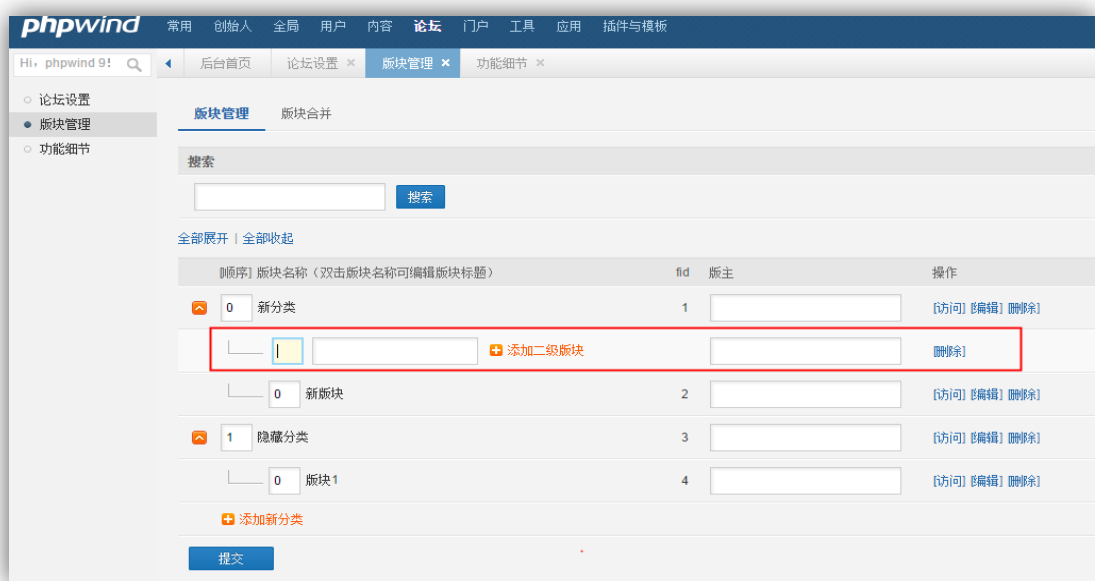 phpwind 常用 创始人 全局 用户 内容 论坛 门户 工具 应用 插件与模板
Hi，phpwind 9! 后台首页 论坛设置 × 版块管理 × 功能细节 ×
论坛设置
版块管理
功能细节
版块管理 版块合并
搜索
搜索
全部展开 | 全部收起
[顺序] 版块名称（双击版块名称可编辑版块标题） fid 版主 操作
0 新分类 1 [访问] [编辑] [删除]
添加二级版块 [删除]
0 新版块 2 [访问] [编辑] [删除]
1 隐藏分类 3 [访问] [编辑] [删除]
0 版块1 4 [访问] [编辑] [删除]
添加新分类
提交